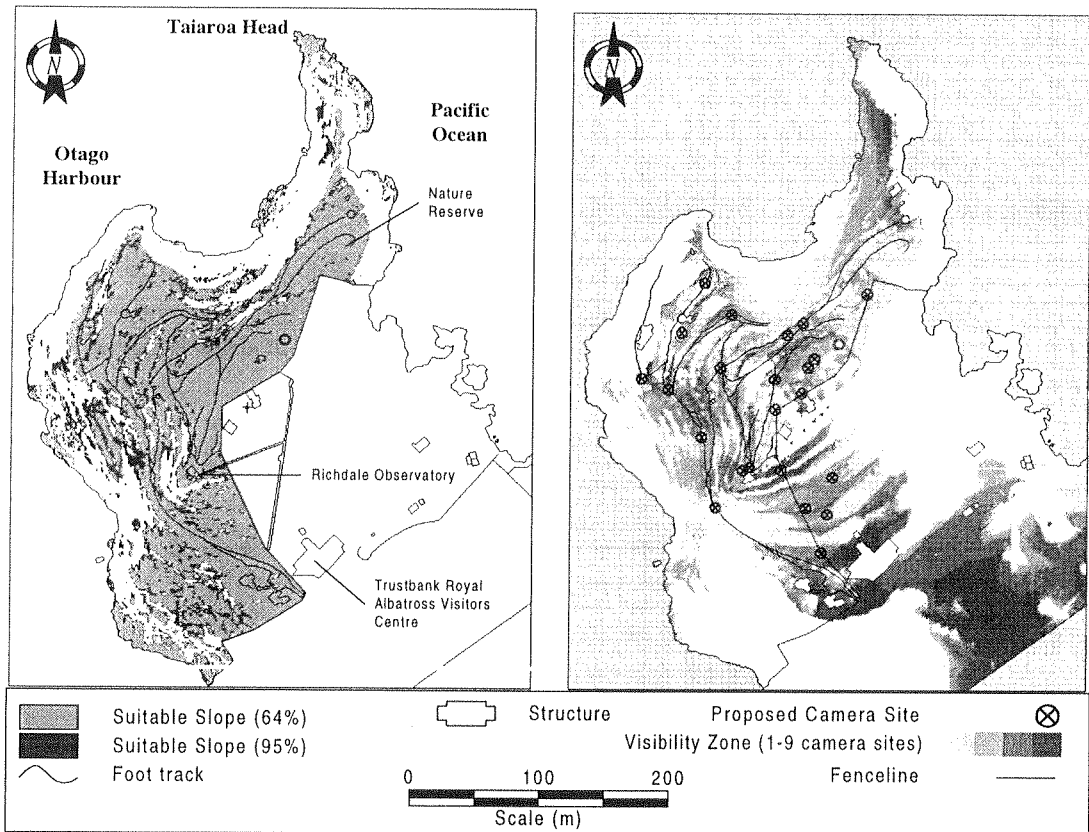 Taiaroa Head
N
Pacific
Ocean
Otago
Harbour
Nature
Reserve
Richdale Observatory
Trustbank Royal
Albatross Visitors
Centre
N
Suitable Slope (64%)
Suitable Slope (95%)
Foot track
Structure
0 100 200
Scale (m)
Proposed Camera Site
Visibility Zone (1-9 camera sites)
Fenceline